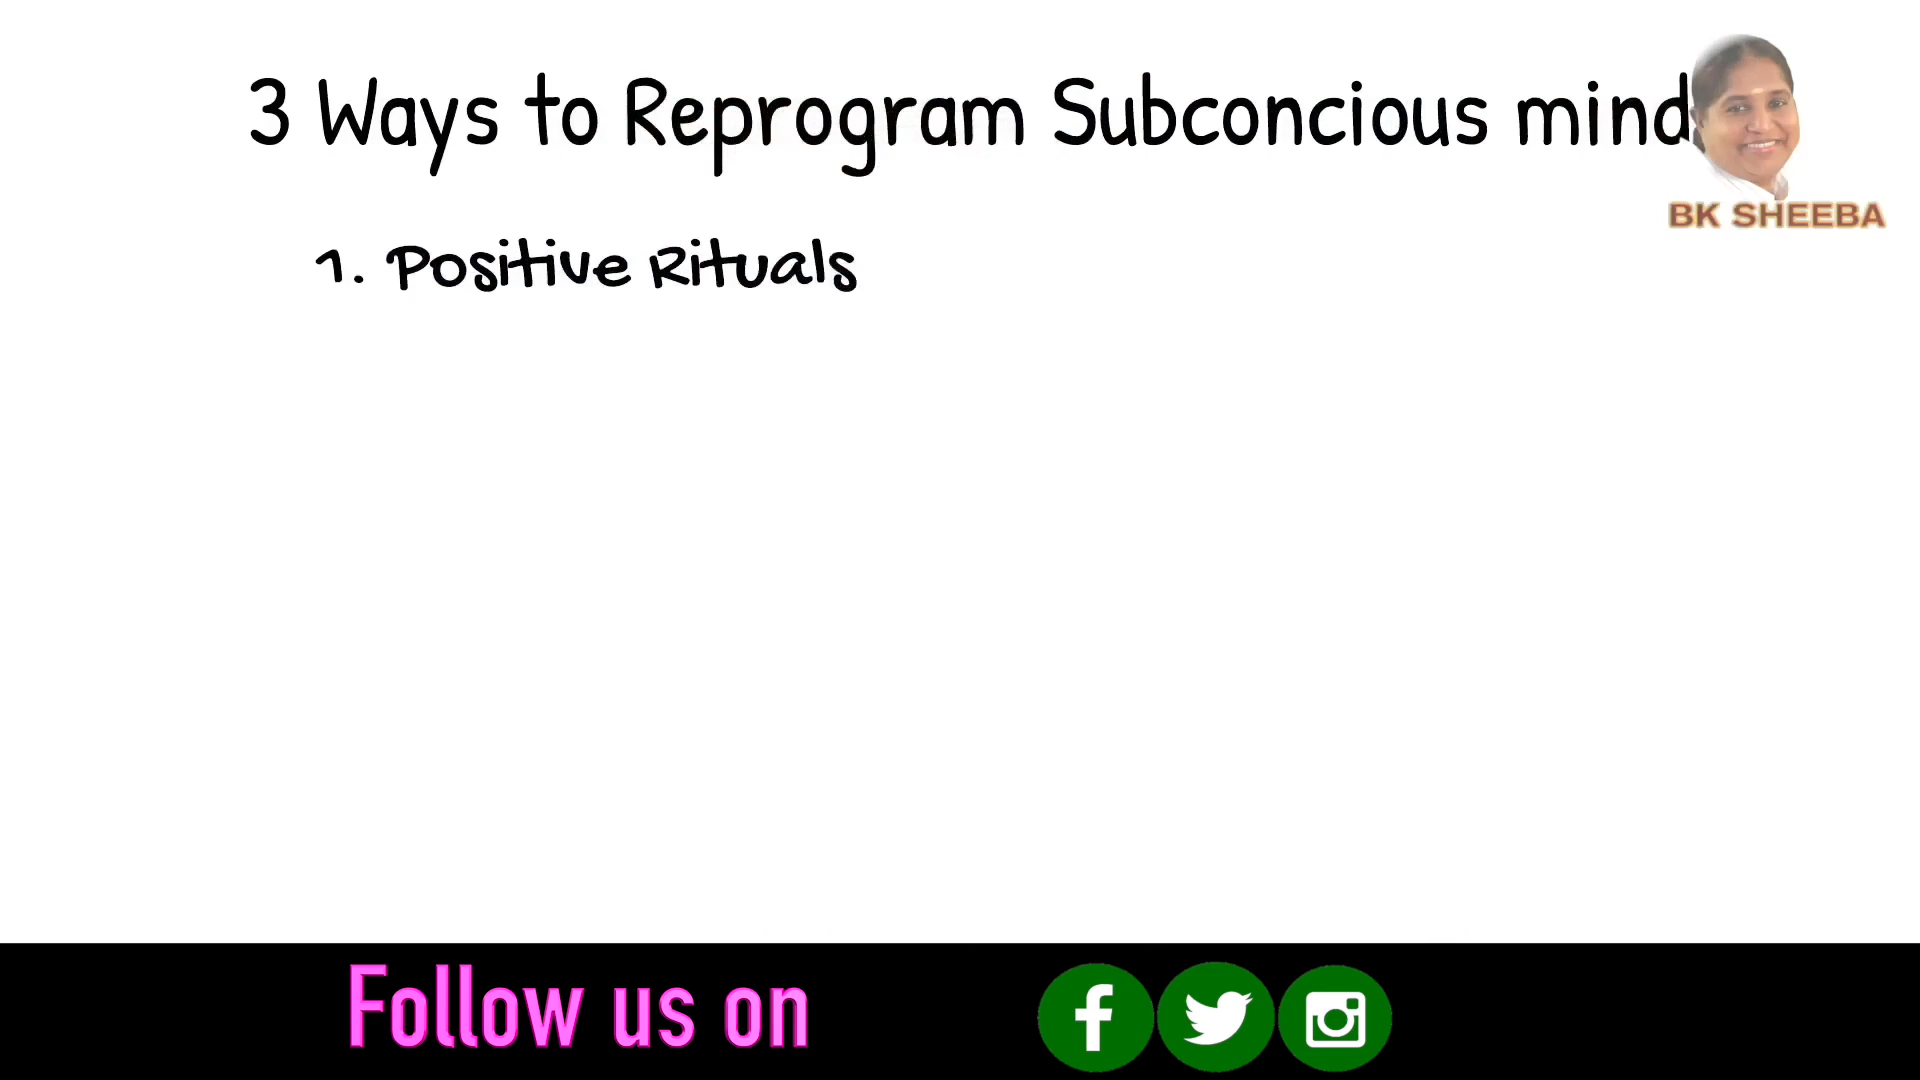 3 Ways to Reprogram Subconcious mind
BK SHEEBA
1. Positive Rituals
Follow us on